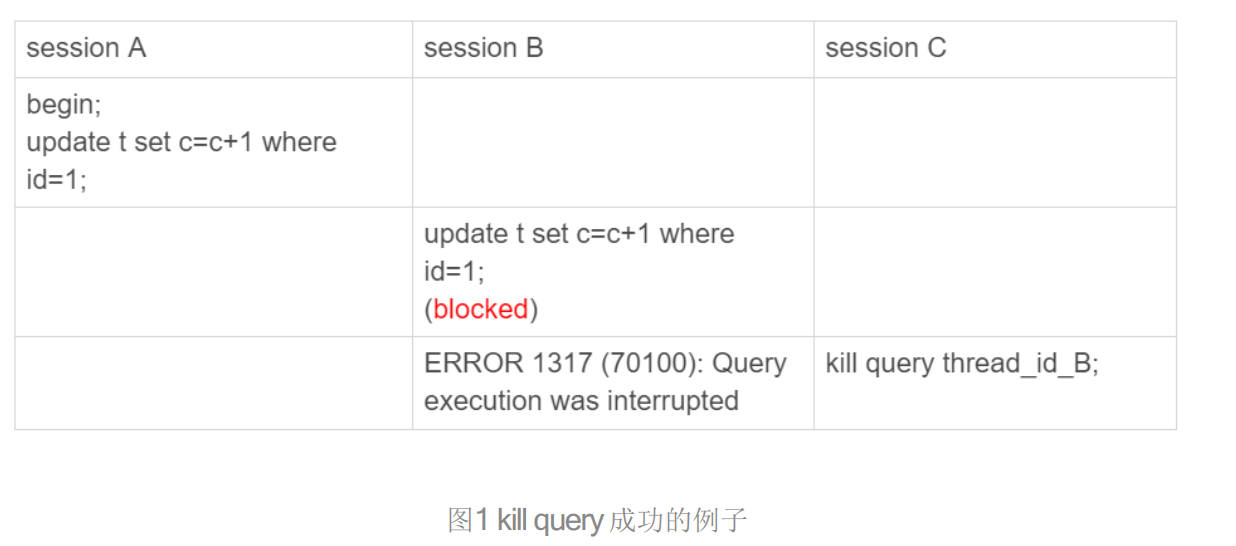 session A
session B
session C
begin;
update t set c=c+1 where
id=1;
update t set c=c+1 where
id=1;
(blocked)
ERROR 1317 (70100): Query
execution was interrupted
kill query thread_id_B;
图1 kill query 成功的例子